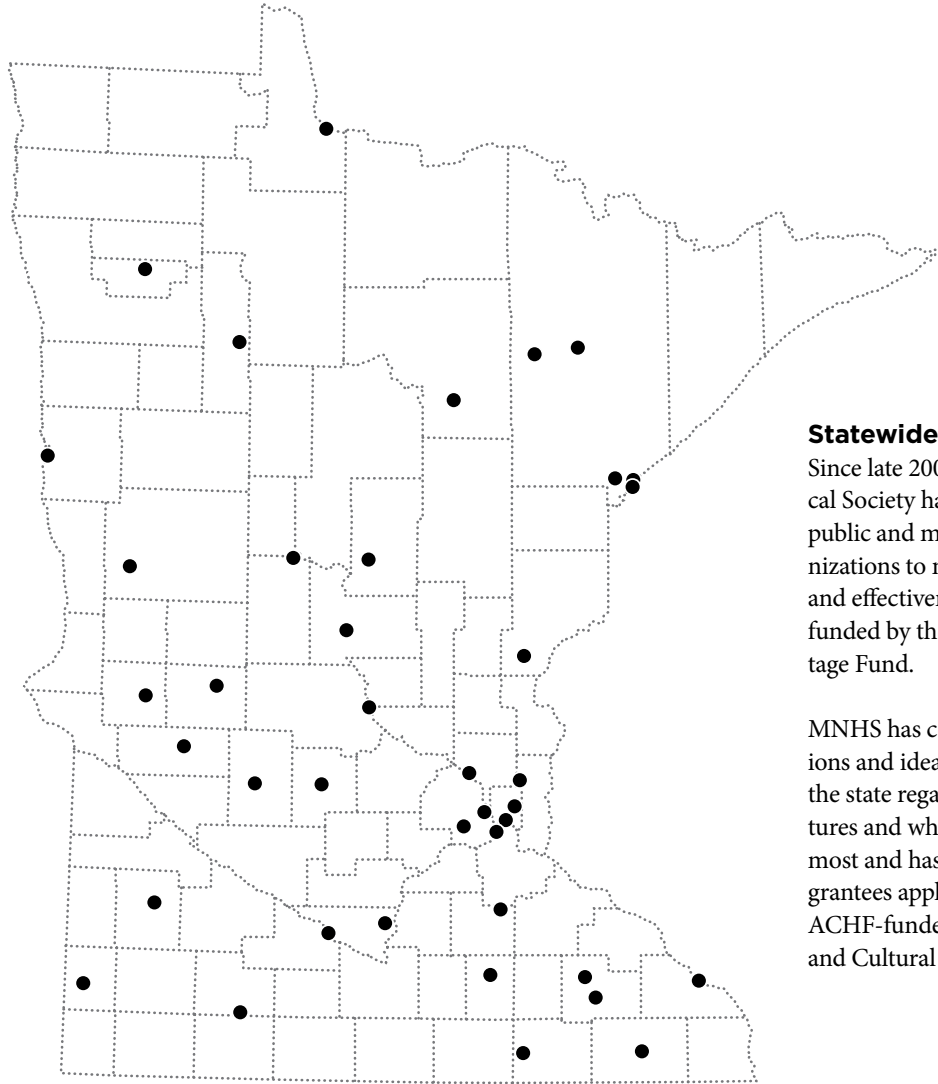 Statewide
Since late 200
cal Society ha
public and m
nizations to r
and effective
funded by th
tage Fund.
MNHS has c
ions and idea
the state rega
tures and wh
most and has
grantees appl
ACHF-funde
and Cultural